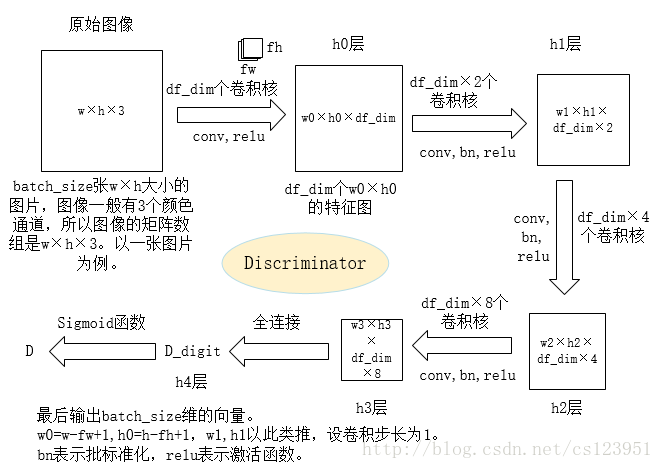 原始图像
w×h×3
batch_size张w×h大小的
图片，图像一般有3个颜色
通道，所以图像的矩阵数
组是w×h×3。以一张图片
为例。
fh
fw
df_dim个卷积核
conv,relu
h0层
w0×h0×df_dim
df_dim个w0×h0
的特征图
df_dim×2个
卷积核
conv,bn,relu
h1层
w1×h1×
df_dim×2
conv,
bn,
relu
df_dim×4
个卷积核
Discriminator
w2×h2×
df_dim×4
h2层
df_dim×8个
卷积核
conv,bn,relu
w3×h3
×
df_dim
×8
h3层
全连接
D_digit
h4层
Sigmoid函数
D
最后输出batch_size维的向量。
w0=w-fw+1,h0=h-fh+1, w1,h1以此类推，设卷积步长为1。
bn表示批标准化，relu表示激活函数。
http://blog.csdn.net/cs123951